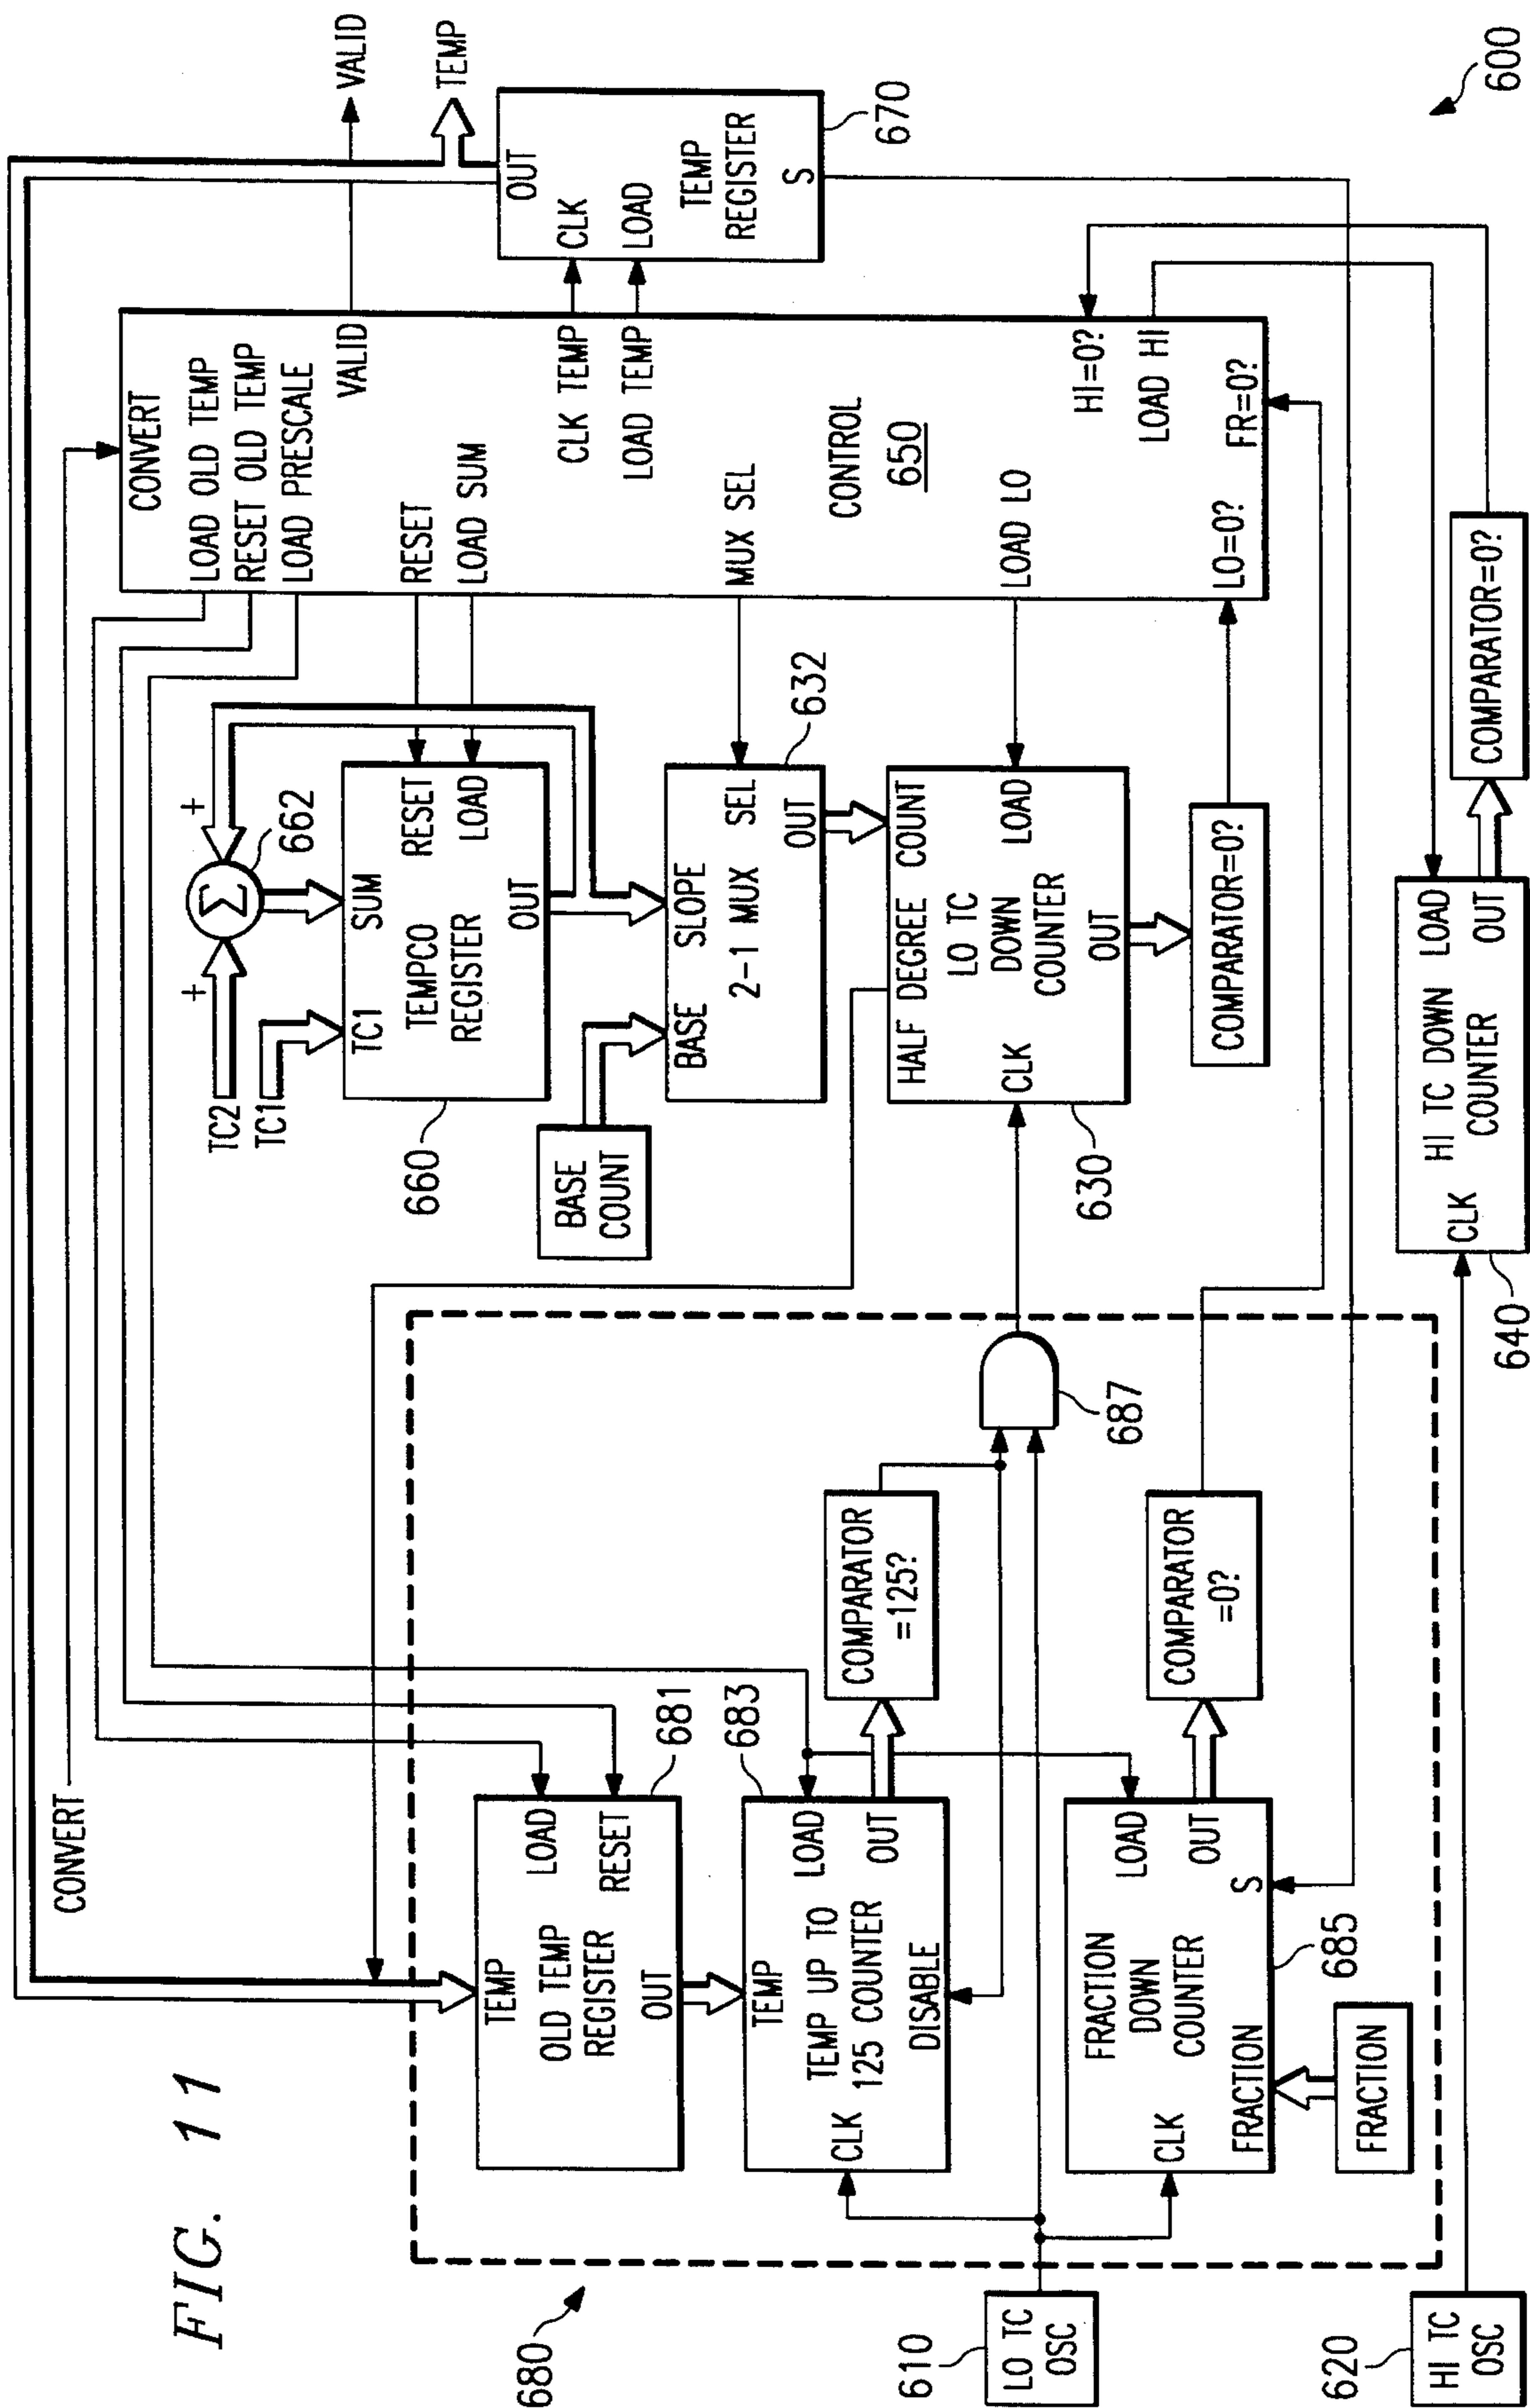 FIG. 11
600
CONVERT
VALID
TEMP
CONVERT
LOAD OLD TEMP
RESET OLD TEMP
LOAD PRESCALE
VALID
RESET
LOAD SUM
CLK TEMP
LOAD TEMP
MUX SEL
CONTROL
650
LOAD LO
HI=0?
LOAD HI
LO=0?
FR=0?
OUT
CLK
LOAD
TEMP
REGISTER
S
670
+
+
Σ
662
TC2
TC1
TC1
SUM
RESET
TEMPCO
REGISTER
LOAD
OUT
660
BASE
COUNT
BASE
SLOPE
SEL
2-1 MUX
OUT
632
HALF DEGREE COUNT
LO TC
DOWN
COUNTER
CLK
LOAD
OUT
630
COMPARATOR=0?
COMPARATOR=0?
CLK
HI TC DOWN
COUNTER
LOAD
OUT
640
680
TEMP
LOAD
OLD TEMP
REGISTER
RESET
OUT
681
TEMP
LOAD
TEMP UP TO
125 COUNTER
OUT
CLK
DISABLE
683
COMPARATOR
=125?
687
LOAD
FRACTION
DOWN
COUNTER
OUT
CLK
S
FRACTION
685
COMPARATOR
=0?
FRACTION
610
LO TC
OSC
620
HI TC
OSC